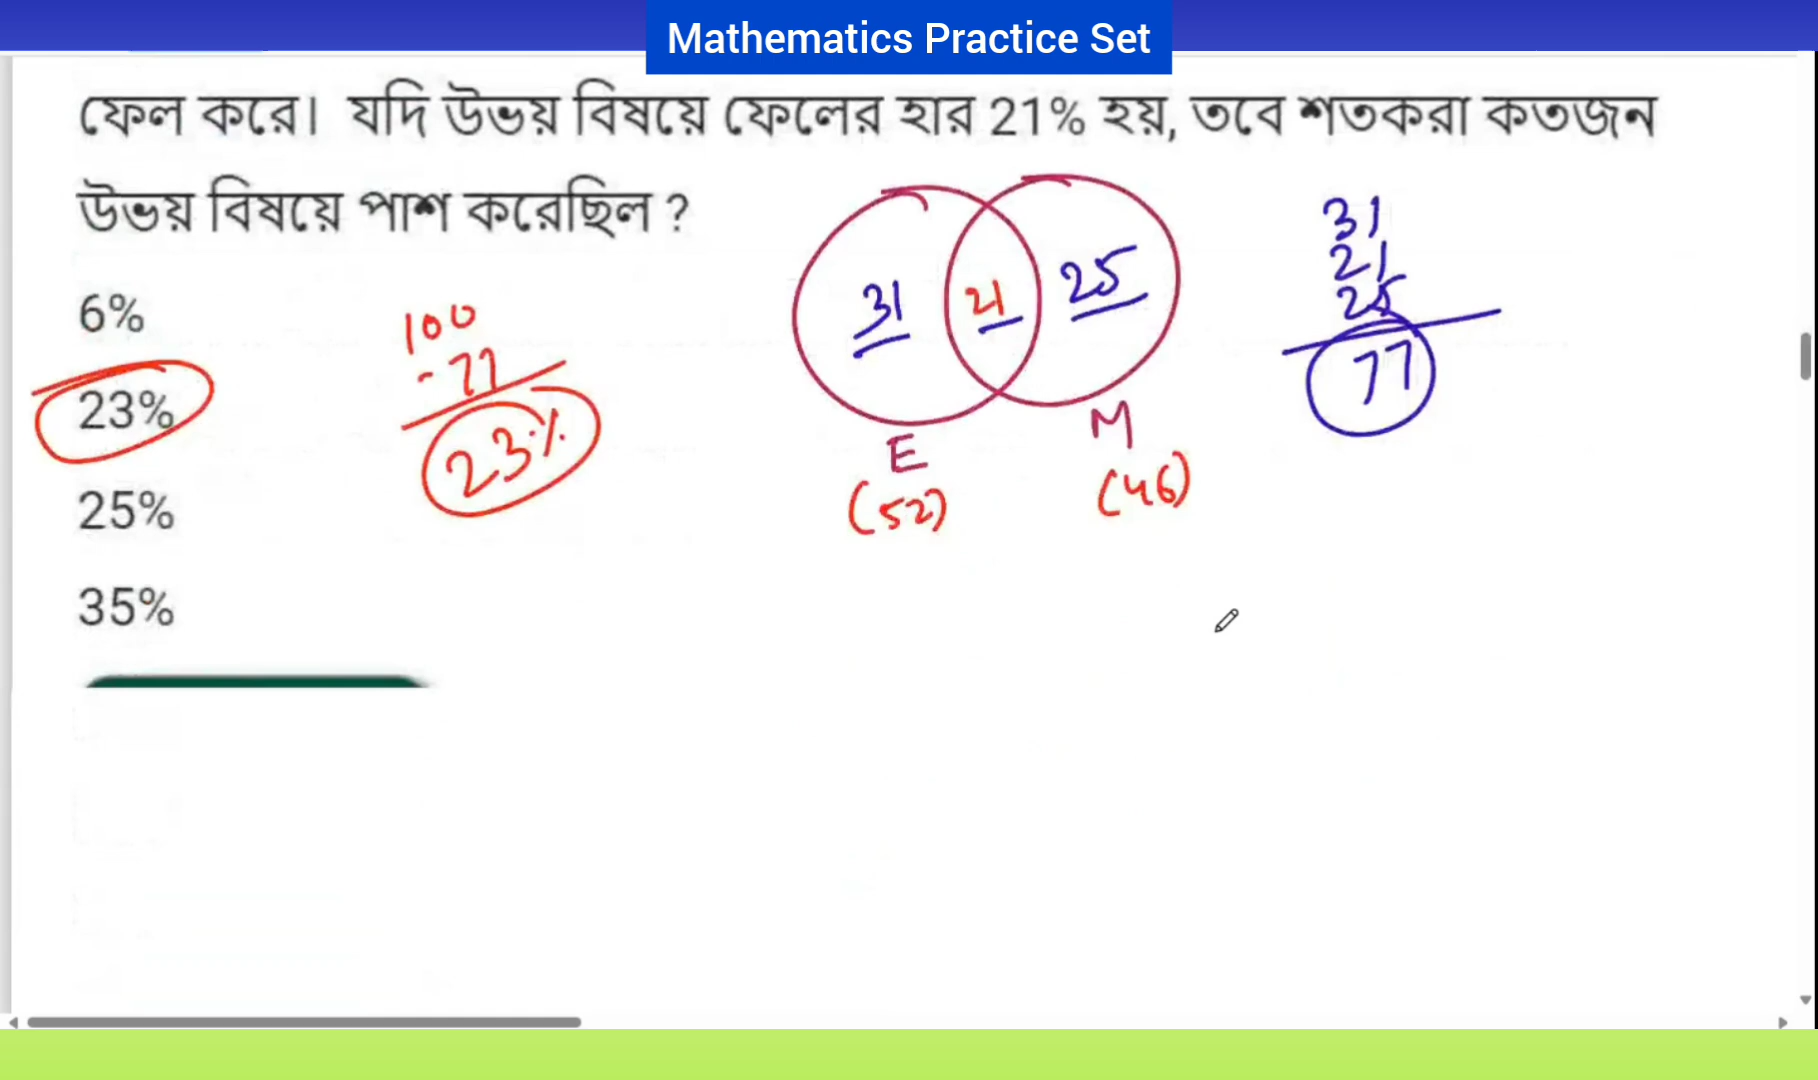 Mathematics Practice Set
ফেল করে। যদি উভয় বিষয়ে ফেলের হার 21% হয়, তবে শতকরা কতজন
উভয় বিষয়ে পাশ করেছিল ?
6%
23%
25%
35%
100
- 77
23%
31 21 25
E M
(52) (46)
31
21
25
77